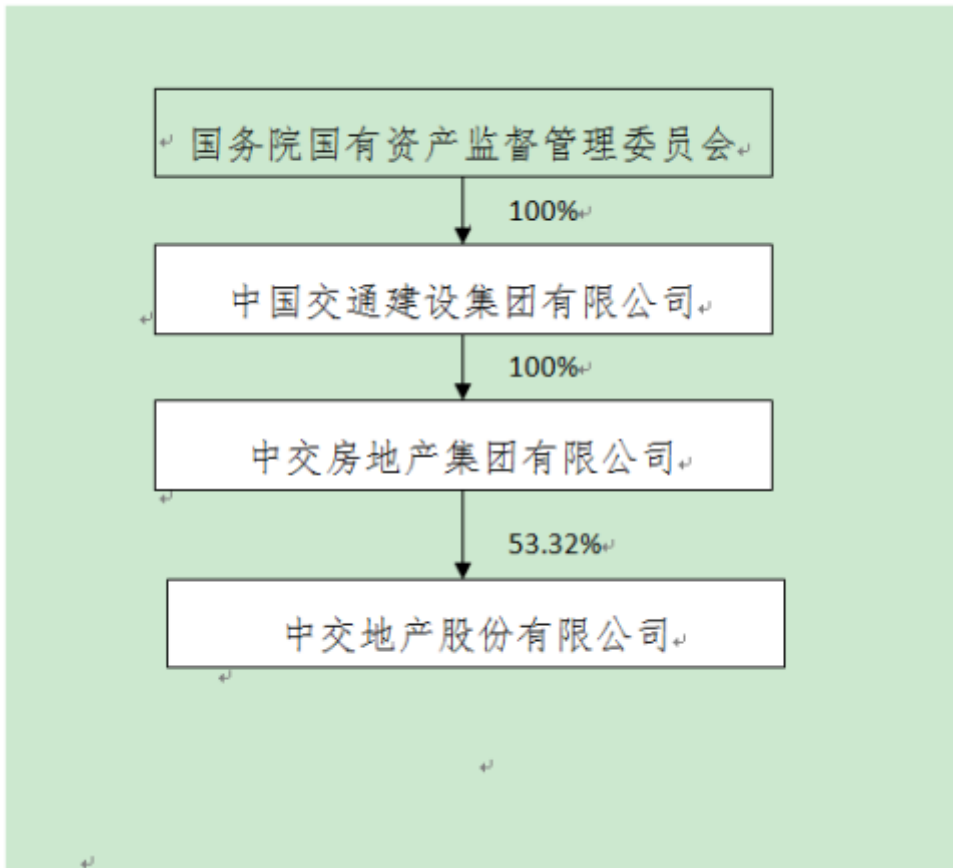 国务院国有资产监督管理委员会
100%
中国交通建设集团有限公司
100%
中交房地产集团有限公司
53.32%
中交地产股份有限公司